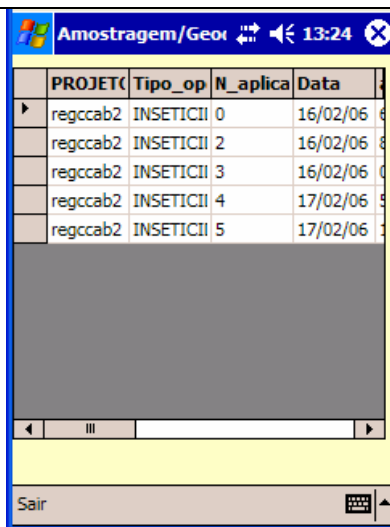 Amostragem/Geo 13:24
PROJETO Tipo_op N_aplica Data
regccab2 INSETICII 0 16/02/06
regccab2 INSETICII 2 16/02/06
regccab2 INSETICII 3 16/02/06
regccab2 INSETICII 4 17/02/06
regccab2 INSETICII 5 17/02/06
Sair